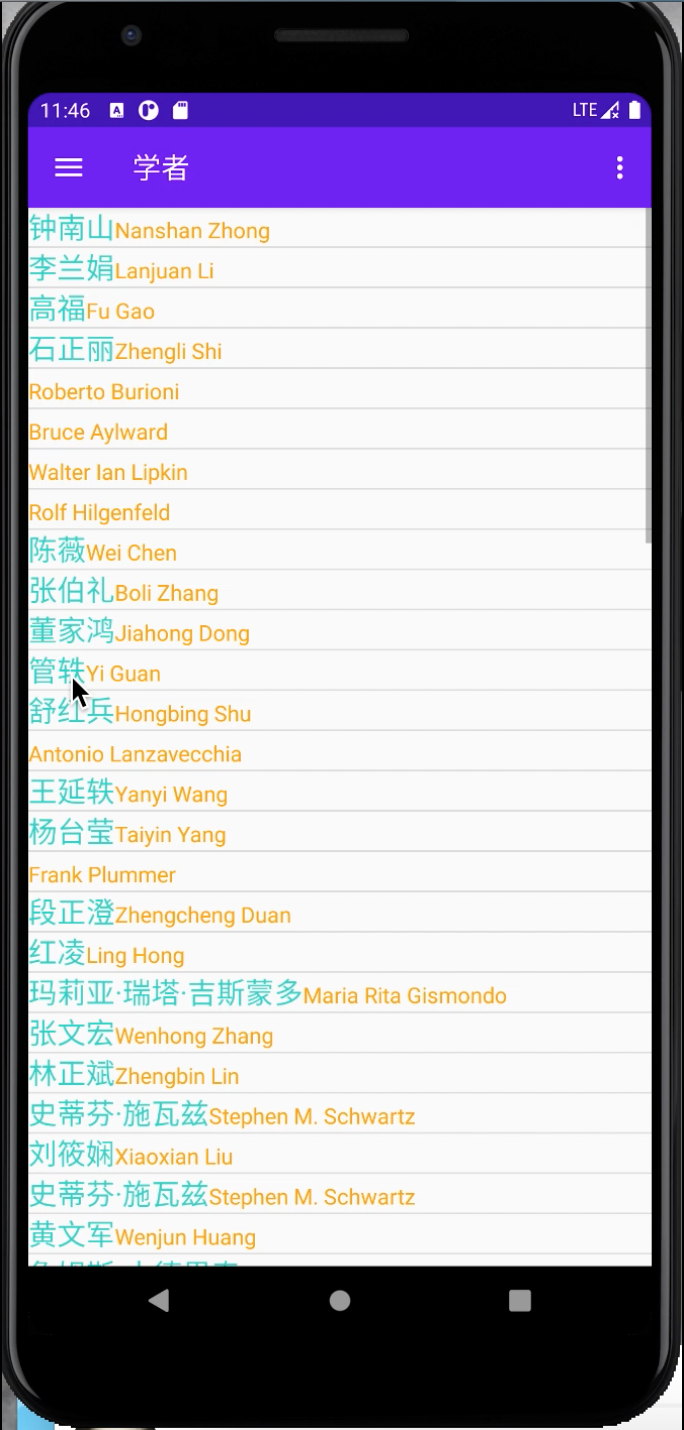 11:46 LTE
学者
钟南山Nanshan Zhong
李兰娟Lanjuan Li
高福Fu Gao
石正丽Zhengli Shi
Roberto Burioni
Bruce Aylward
Walter Ian Lipkin
Rolf Hilgenfeld
陈薇Wei Chen
张伯礼Boli Zhang
董家鸿Jiahong Dong
管轶Yi Guan
舒红兵Hongbing Shu
Antonio Lanzavecchia
王延轶Yanyi Wang
杨台莹Taiyin Yang
Frank Plummer
段正澄Zhengcheng Duan
红凌Ling Hong
玛莉亚·瑞塔·吉斯蒙多Maria Rita Gismondo
张文宏Wenhong Zhang
林正斌Zhengbin Lin
史蒂芬·施瓦兹Stephen M. Schwartz
刘筱娴Xiaoxian Liu
史蒂芬·施瓦兹Stephen M. Schwartz
黄文军Wenjun Huang